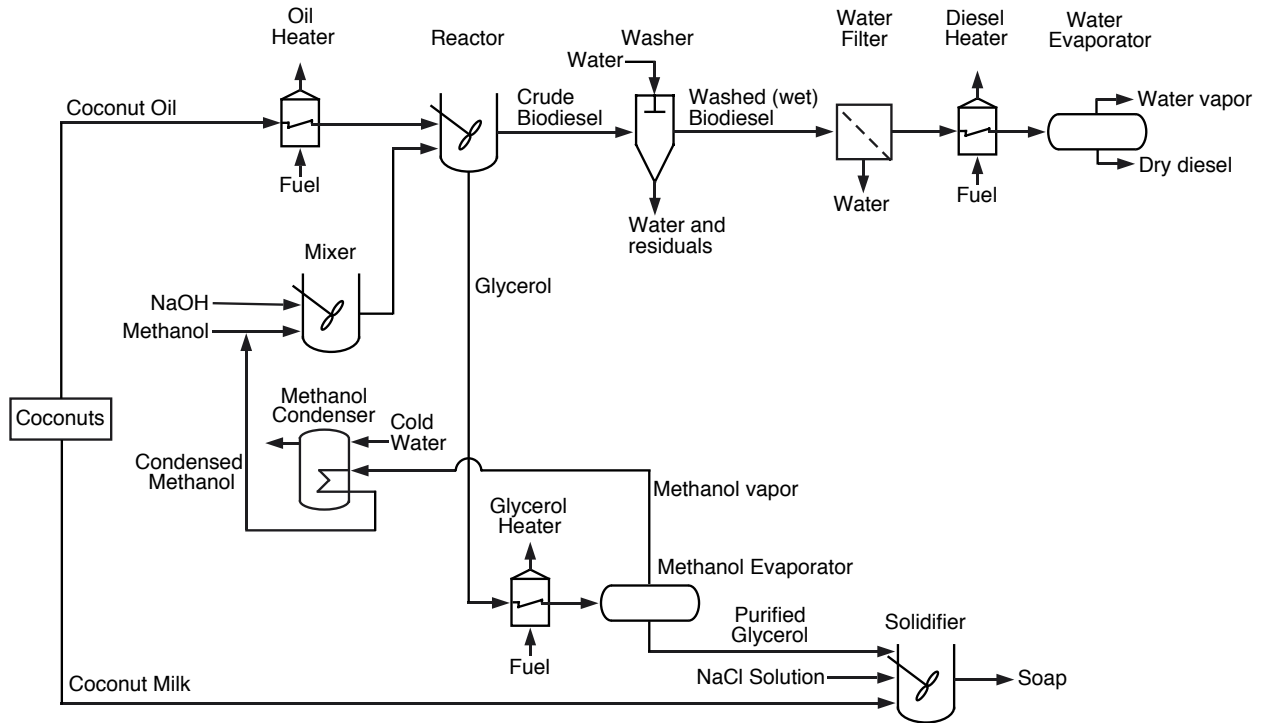 Oil
Heater
Reactor
Washer
Water
Filter
Diesel
Heater
Water
Evaporator
Water
Coconut Oil
Crude
Biodiesel
Washed (wet)
Biodiesel
Water vapor
Dry diesel
Fuel
Water
Fuel
Water and
residuals
Mixer
NaOH
Methanol
Glycerol
Coconuts
Methanol
Condenser
Cold
Water
Condensed
Methanol
Methanol vapor
Glycerol
Heater
Methanol Evaporator
Fuel
Purified
Glycerol
Solidifier
NaCl Solution
Soap
Coconut Milk